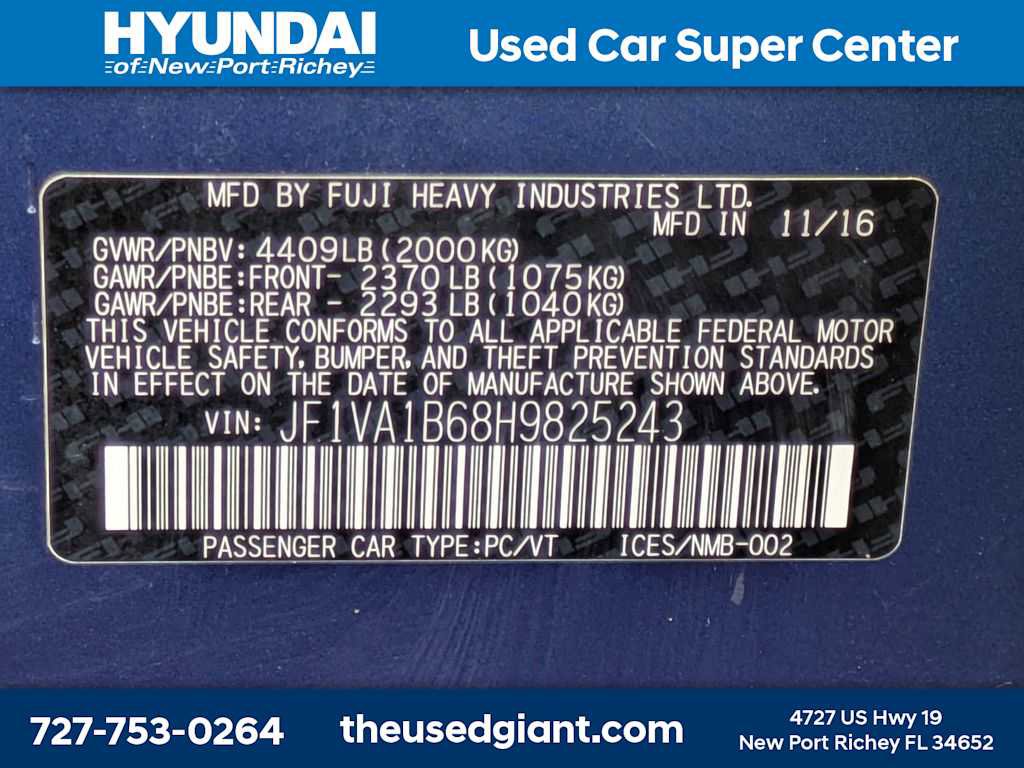 HYUNDAI
of New Port Richey
Used Car Super Center
MFD BY FUJI HEAVY INDUSTRIES LTD.
MFD IN 11/16
GVWR/PNBV: 4409LB(2000KG)
GAWR/PNBE:FRONT- 2370 LB(1075KG)
GAWR/PNBE:REAR - 2293 LB(1040KG)
THIS VEHICLE CONFORMS TO ALL APPLICABLE FEDERAL MOTOR
VEHICLE SAFETY, BUMPER, AND THEFT PREVENTION STANDARDS
IN EFFECT ON THE DATE OF MANUFACTURE SHOWN ABOVE.
VIN: JF1VA1B68H9825243
PASSENGER CAR TYPE:PC/VT ICES/NMB-002
727-753-0264
theusedgiant.com
4727 US Hwy 19
New Port Richey FL 34652